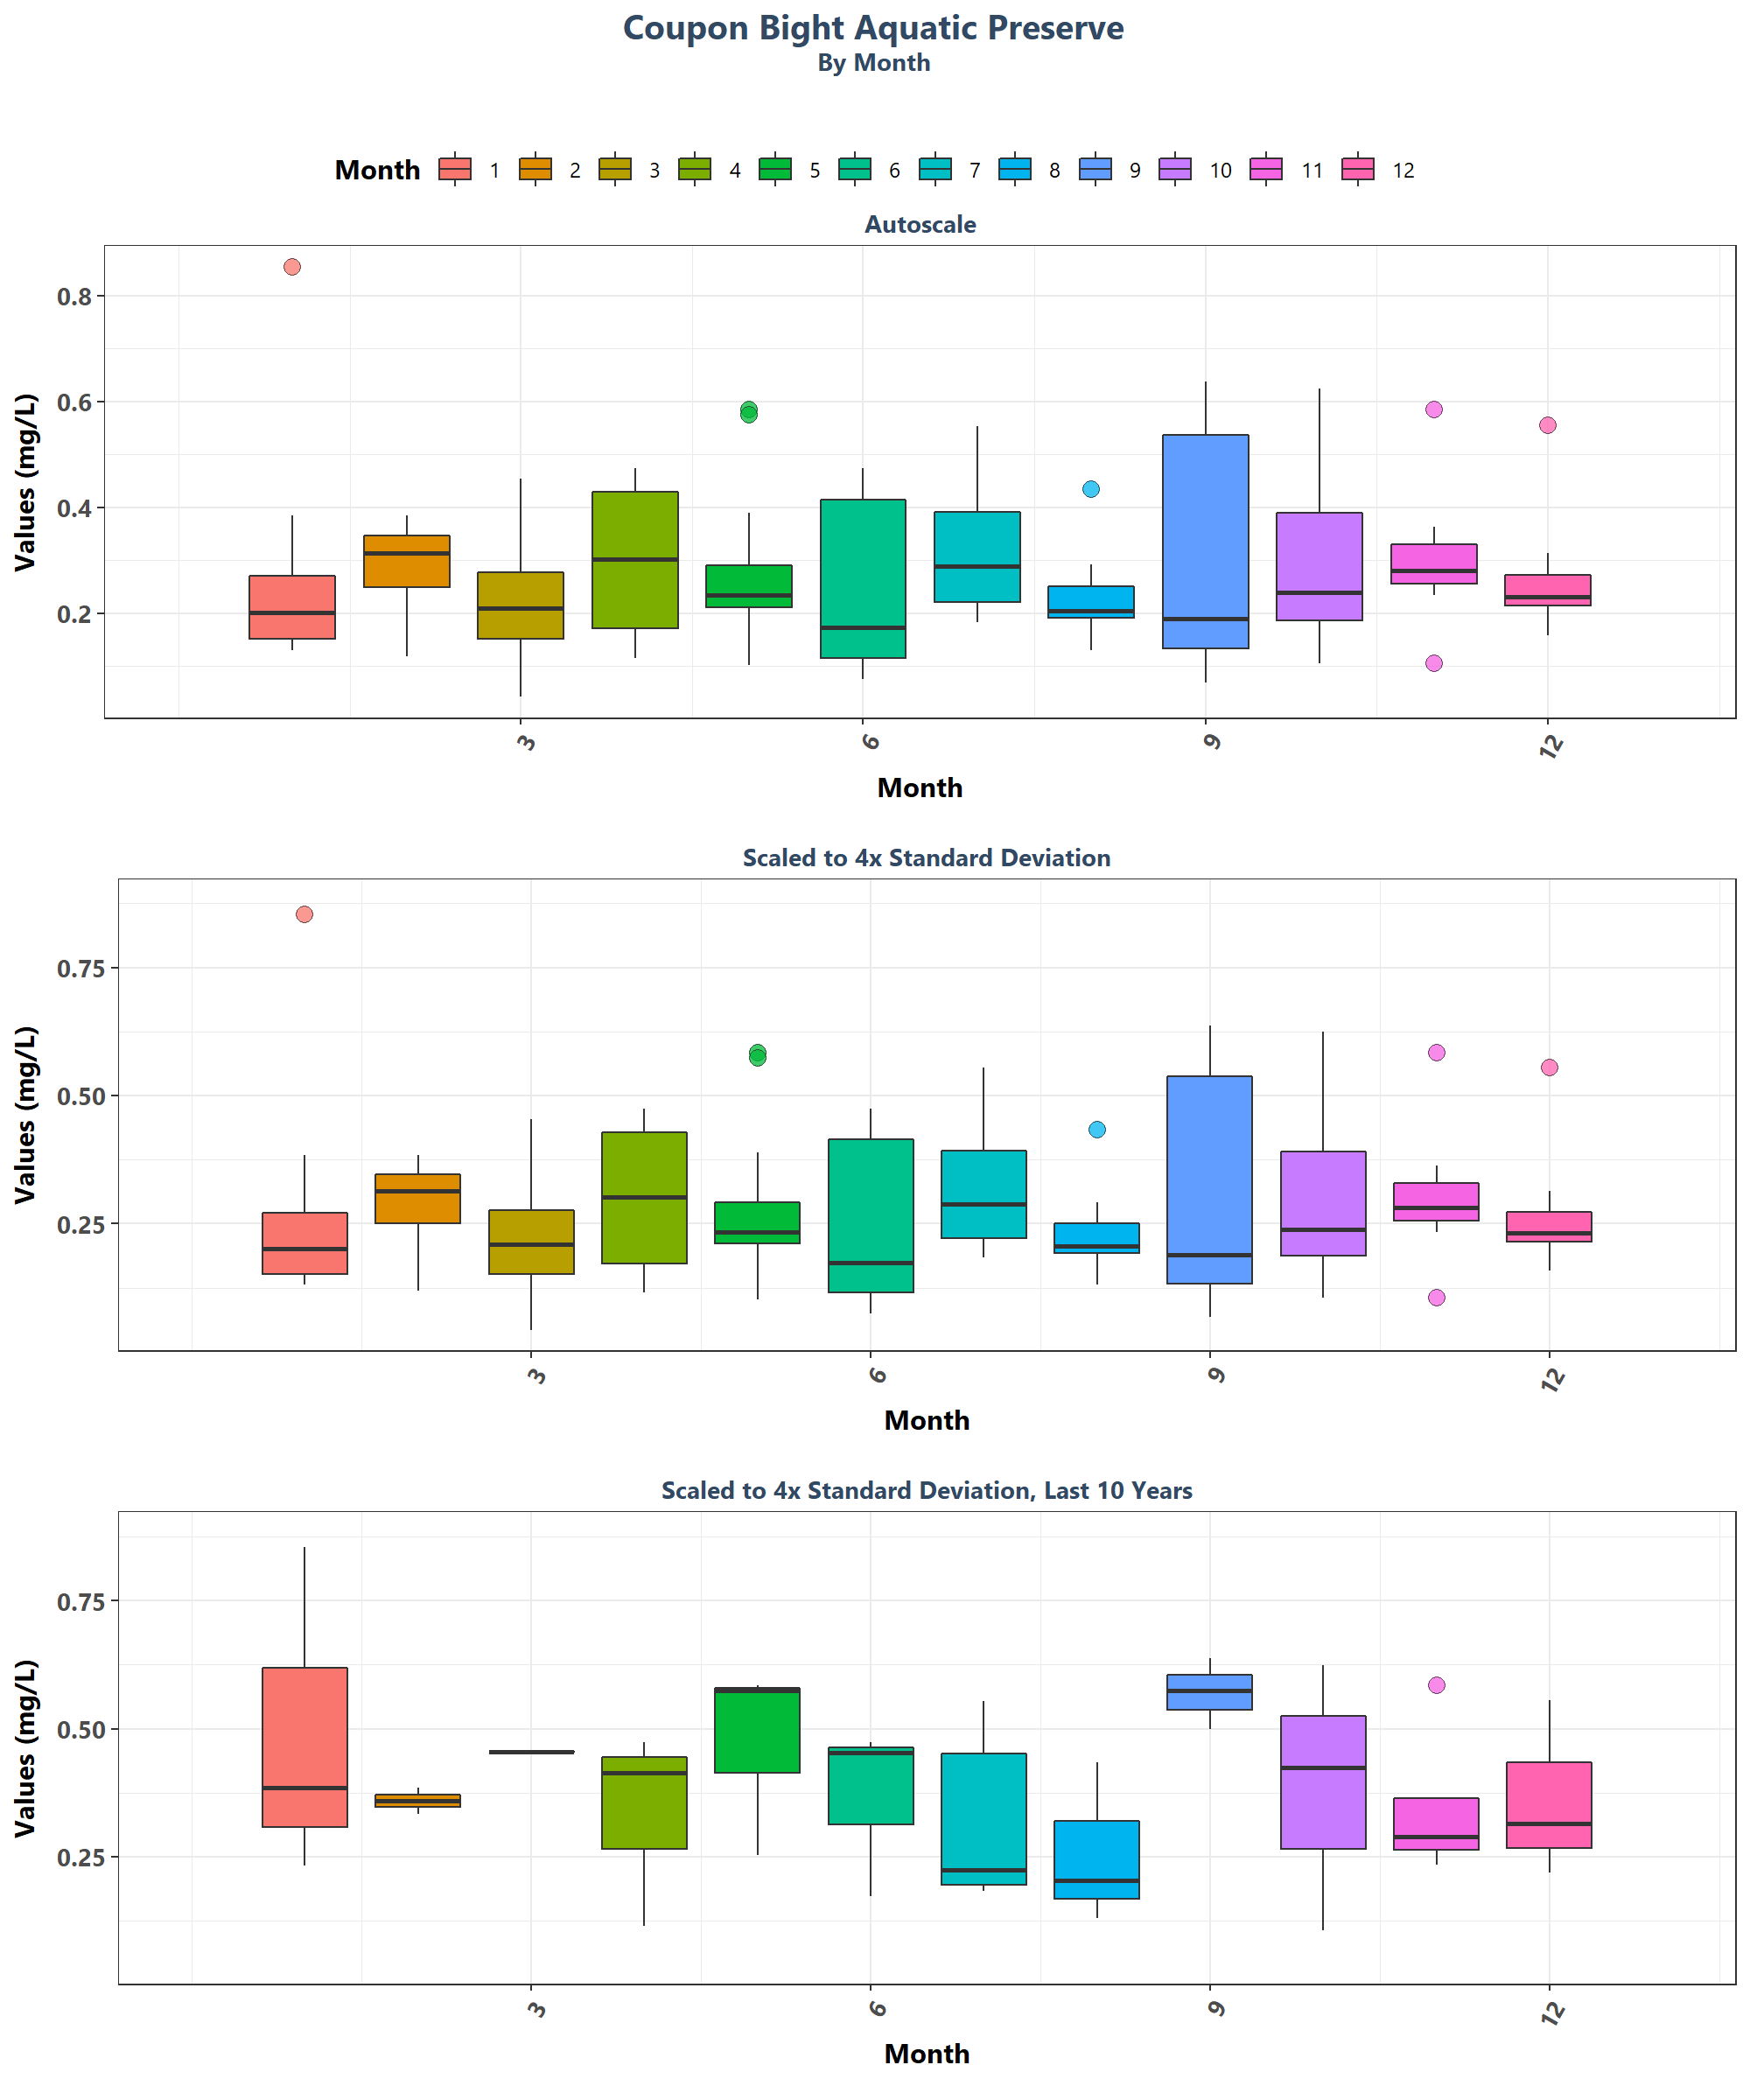 Coupon Bight Aquatic Preserve
By Month
Month 1 2 3 4 5 6 7 8 9 10 11 12
Autoscale
Values (mg/L)
0.8
0.6
0.4
0.2
3 6 9 12
Month
Scaled to 4x Standard Deviation
Values (mg/L)
0.75
0.50
0.25
3 6 9 12
Month
Scaled to 4x Standard Deviation, Last 10 Years
Values (mg/L)
0.75
0.50
0.25
3 6 9 12
Month